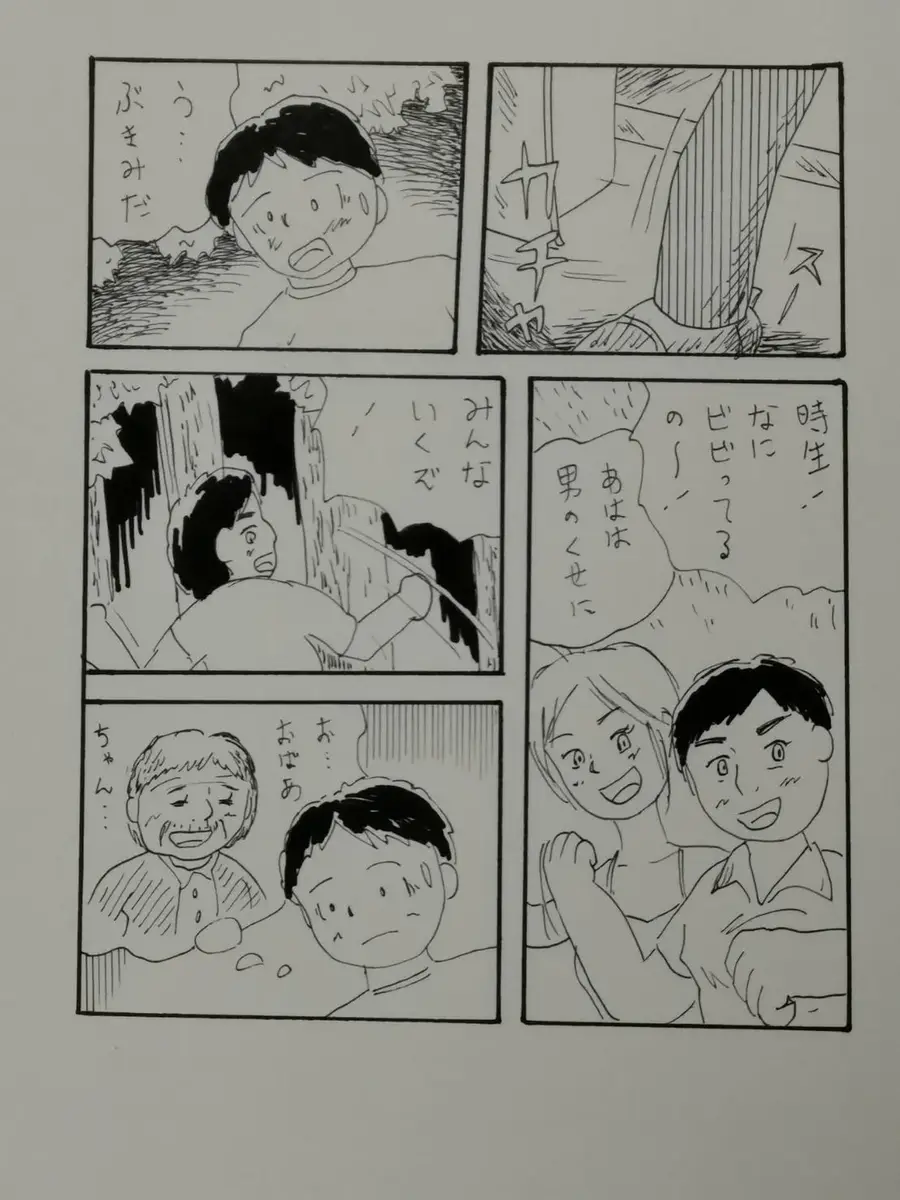 ガチャ
ス
う…
ぶきみだ
時生
なに
ビビってる
の〜
あはは
男のくせに
みんな
いくぞ
お…
おばあ
ちゃん…